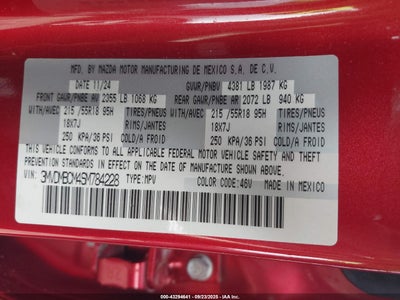 MFD. BY MAZDA MOTOR MANUFACTURING DE MEXICO S.A. DE C.V.
DATE 11/24 GVWR/PNBV 4381 LB 1987 KG
FRONT GAWR/PNBE AV 2355 LB 1068 KG REAR GAWR/PNBE AR 2072 LB 940 KG
WITH/AVEC 215/55R18 95H TIRES/PNEUS WITH/AVEC 215/55R18 95H TIRES/PNEUS
18X7J RIMS/JANTES 18X7J RIMS/JANTES
250 KPA/36 PSI COLD/A FROID 250 KPA/36 PSI COLD/A FROID
THIS VEHICLE CONFORMS TO ALL APPLICABLE FEDERAL MOTOR VEHICLE SAFETY AND
THEFT PREVENTION STANDARDS IN EFFECT ON THE DATE OF MANUFACTURE SHOWN ABOVE.
VIN: 3MVDMBCM4SM784228 TYPE: MPV COLOR CODE: 46V MADE IN MEXICO
000-43294641 - 09/23/2025 - IAAI.COM